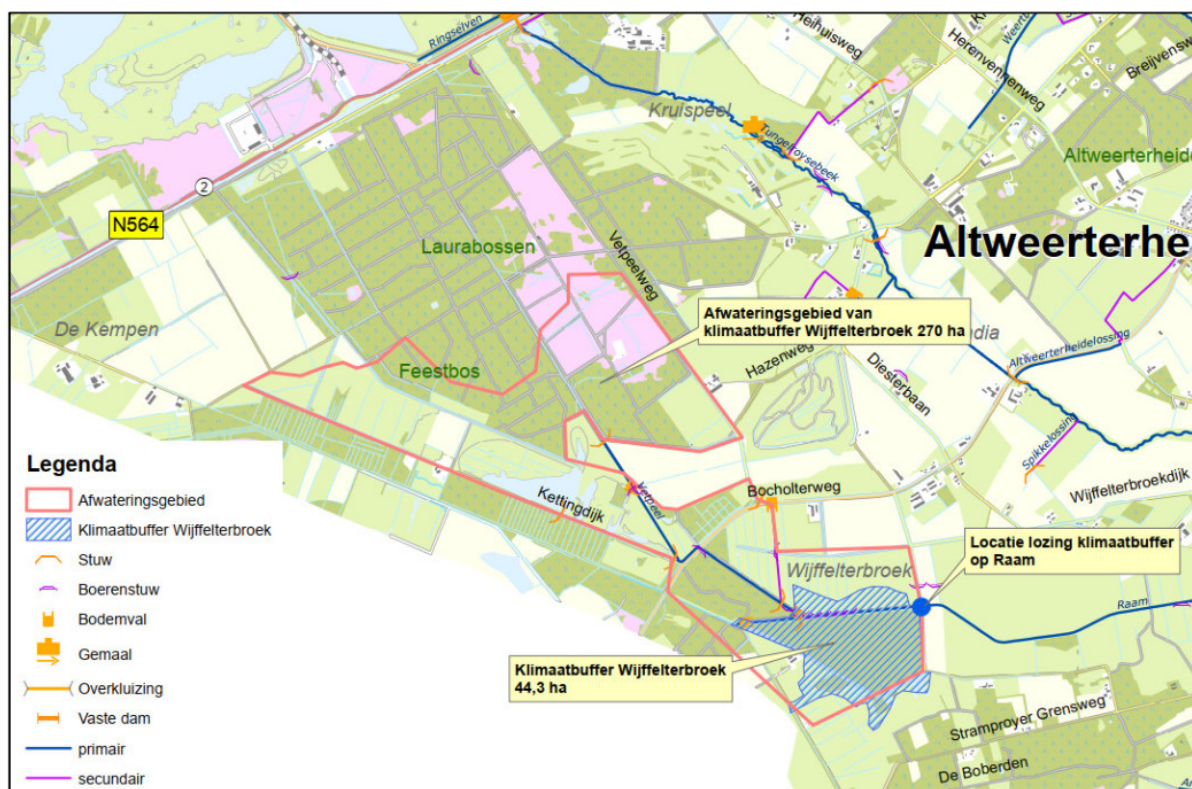 Ringselven
Heihuisweg
Herenvennenweg
Kruispeel
Tungelroysebeek
Altweerterheide
N564
2
Laurabossen
Vetpeelweg
Altweerterhe
Afwateringsgebied van
klimaatbuffer Wijffelterbroek 270 ha
De Kempen
Feestbos
Hazenweg
Diesterbaan
Altweerterheidelossing
Spikkelossing
Legenda
Afwateringsgebied
Klimaatbuffer Wijffelterbroek
Stuw
Boerenstuw
Bodemval
Gemaal
Overkluizing
Vaste dam
primair
secundair
Kettingdijk
Vetpeel
Bocholterweg
Wijffelterbroekdijk
Wijffelterbroek
Locatie lozing klimaatbuffer
op Raam
Raam
Klimaatbuffer Wijffelterbroek
44,3 ha
Stramproyer Grensweg
De Boberden